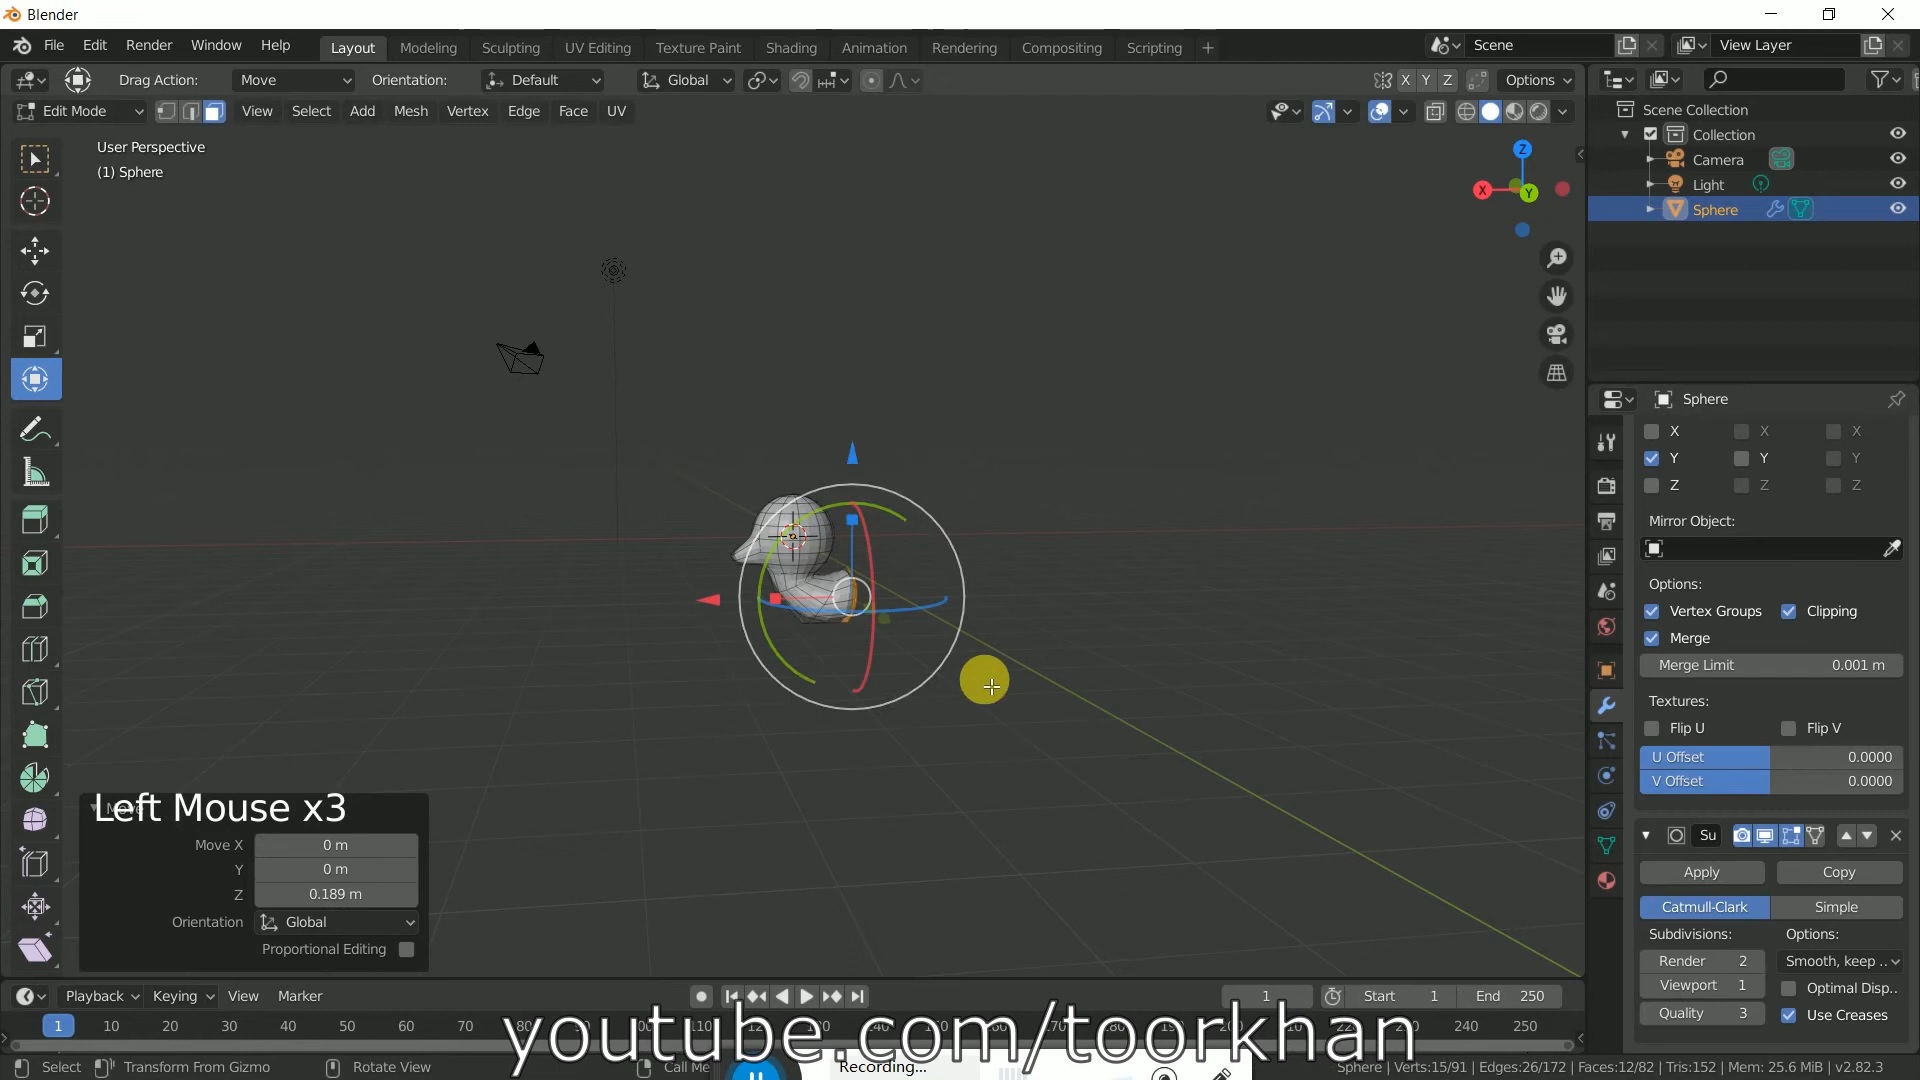 Blender
File Edit Render Window Help
Layout Modeling Sculpting UV Editing Texture Paint Shading Animation Rendering Compositing Scripting +
Scene
View Layer
Drag Action: Move Orientation: Default Global X Y Z Options
Edit Mode View Select Add Mesh Vertex Edge Face UV
User Perspective
(1) Sphere
Z
X
Y
Scene Collection
Collection
Camera
Light
Sphere
Sphere
X X X
Y Y Y
Z Z Z
Mirror Object:
Options:
Vertex Groups Clipping
Merge
Merge Limit 0.001 m
Textures:
Flip U Flip V
U Offset 0.0000
V Offset 0.0000
Su
Apply Copy
Catmull-Clark Simple
Subdivisions: Options:
Render 2 Smooth, keep ..
Viewport 1 Optimal Disp..
Quality 3 Use Creases
Left Mouse x3
Move X 0 m
Y 0 m
Z 0.189 m
Orientation Global
Proportional Editing
Playback Keying View Marker
1 Start 1 End 250
1 10 20 30 40 50 60 70 240 250
youtube.com/toorkhan
Select Transform From Gizmo Rotate View Call Me
Recording...
Sphere | Verts:15/91 | Edges:26/172 | Faces:12/82 | Tris:152 | Mem: 25.6 MiB | v2.82.3